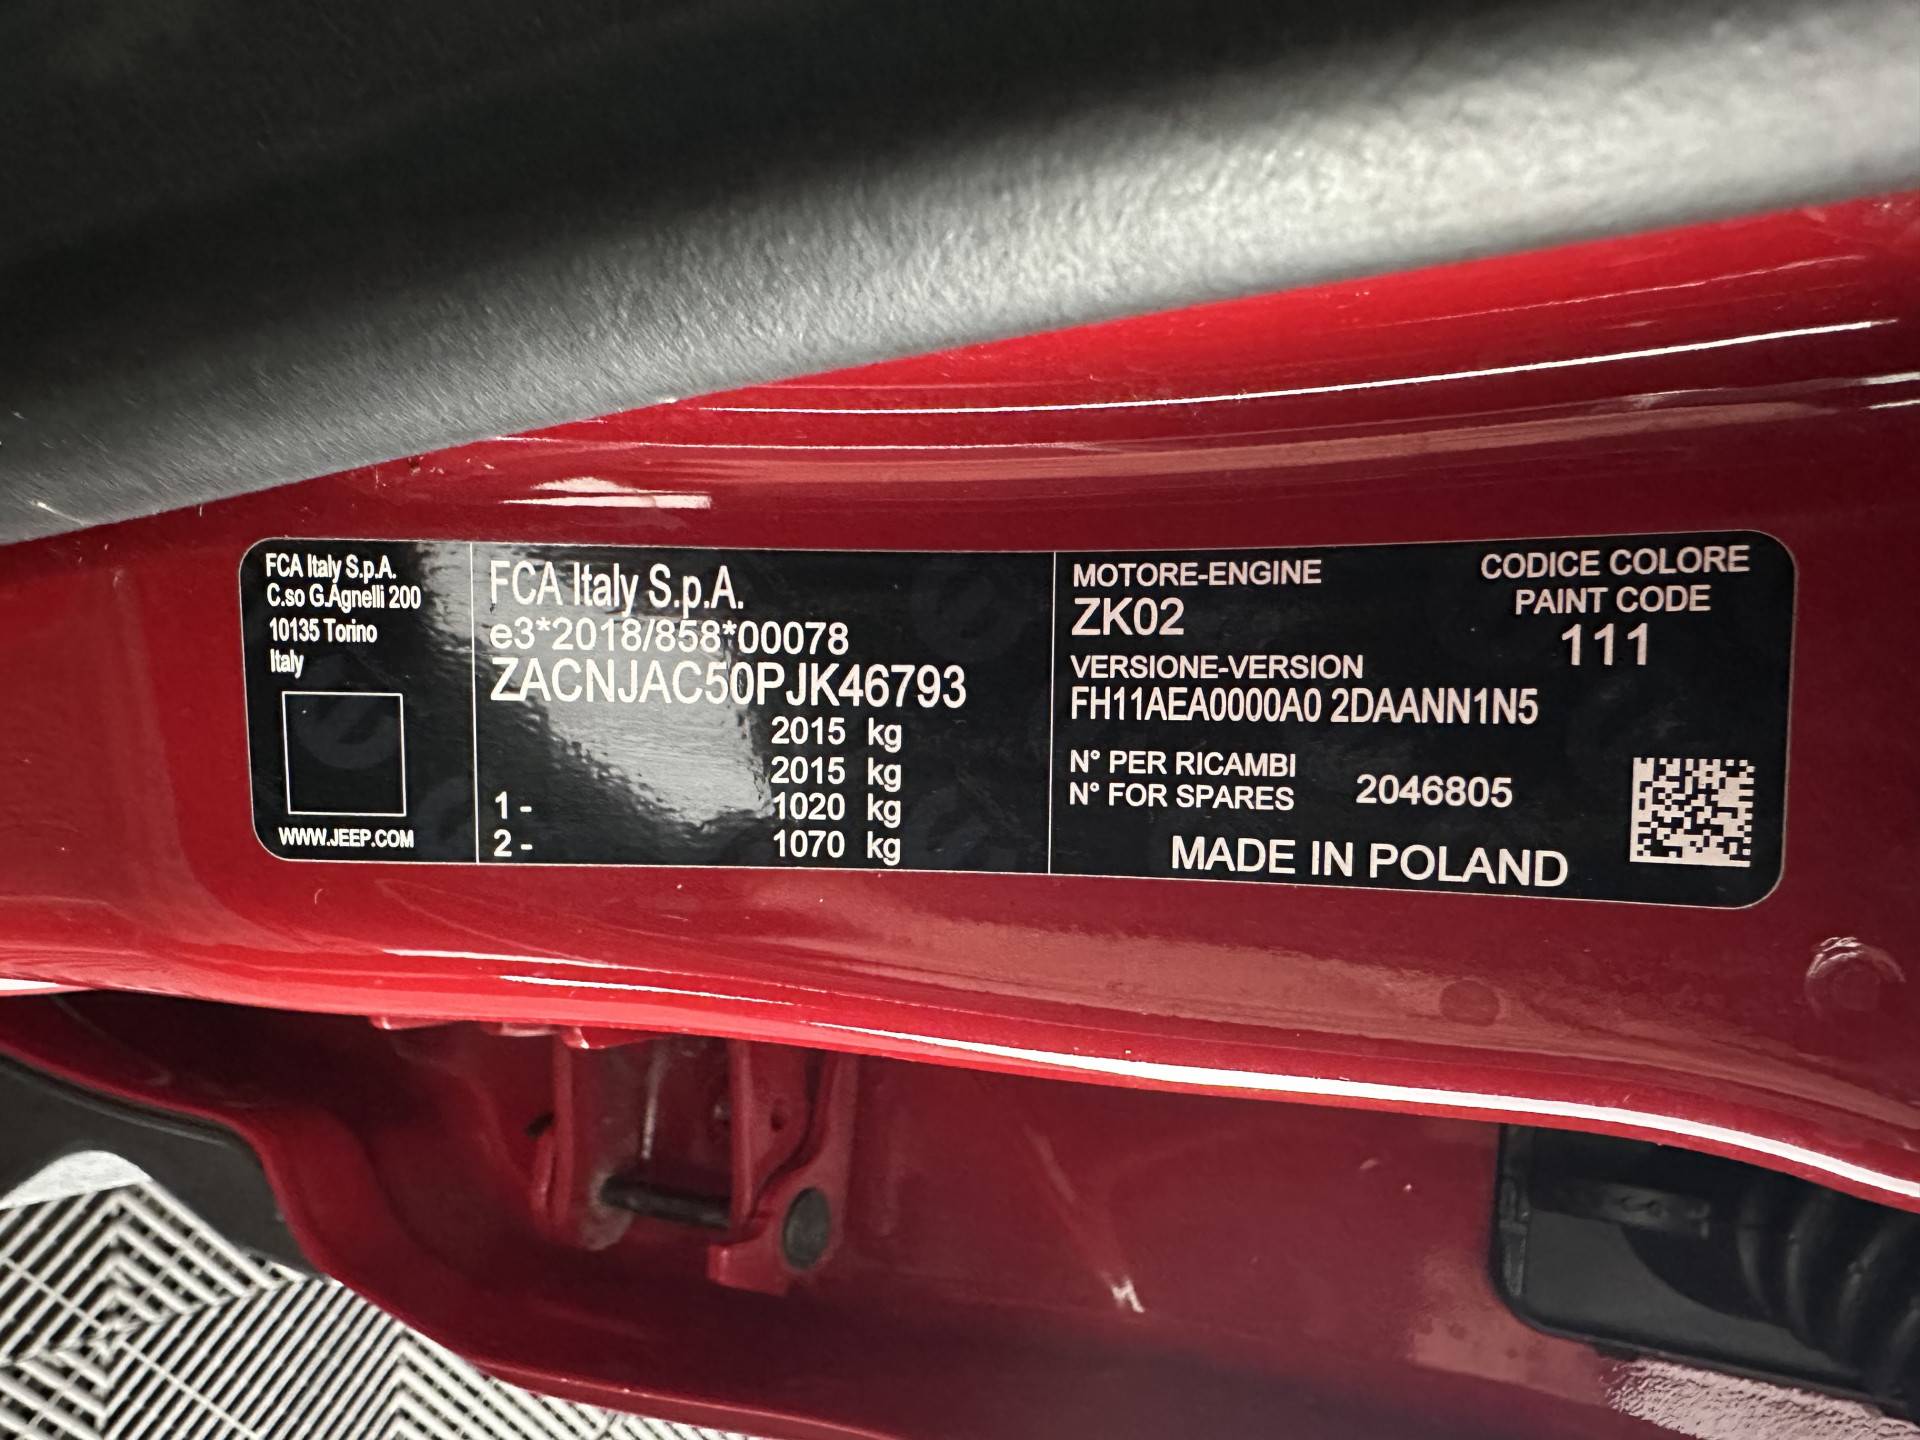 FCA Italy S.p.A.
C.so G.Agnelli 200
10135 Torino
Italy
WWW.JEEP.COM
FCA Italy S.p.A.
e3*2018/858*00078
ZACNJAC50PJK46793
2015 kg
2015 kg
1 - 1020 kg
2 - 1070 kg
MOTORE-ENGINE
ZK02
VERSIONE-VERSION
FH11AEA0000A0 2DAANN1N5
N° PER RICAMBI
N° FOR SPARES
2046805
MADE IN POLAND
CODICE COLORE
PAINT CODE
111